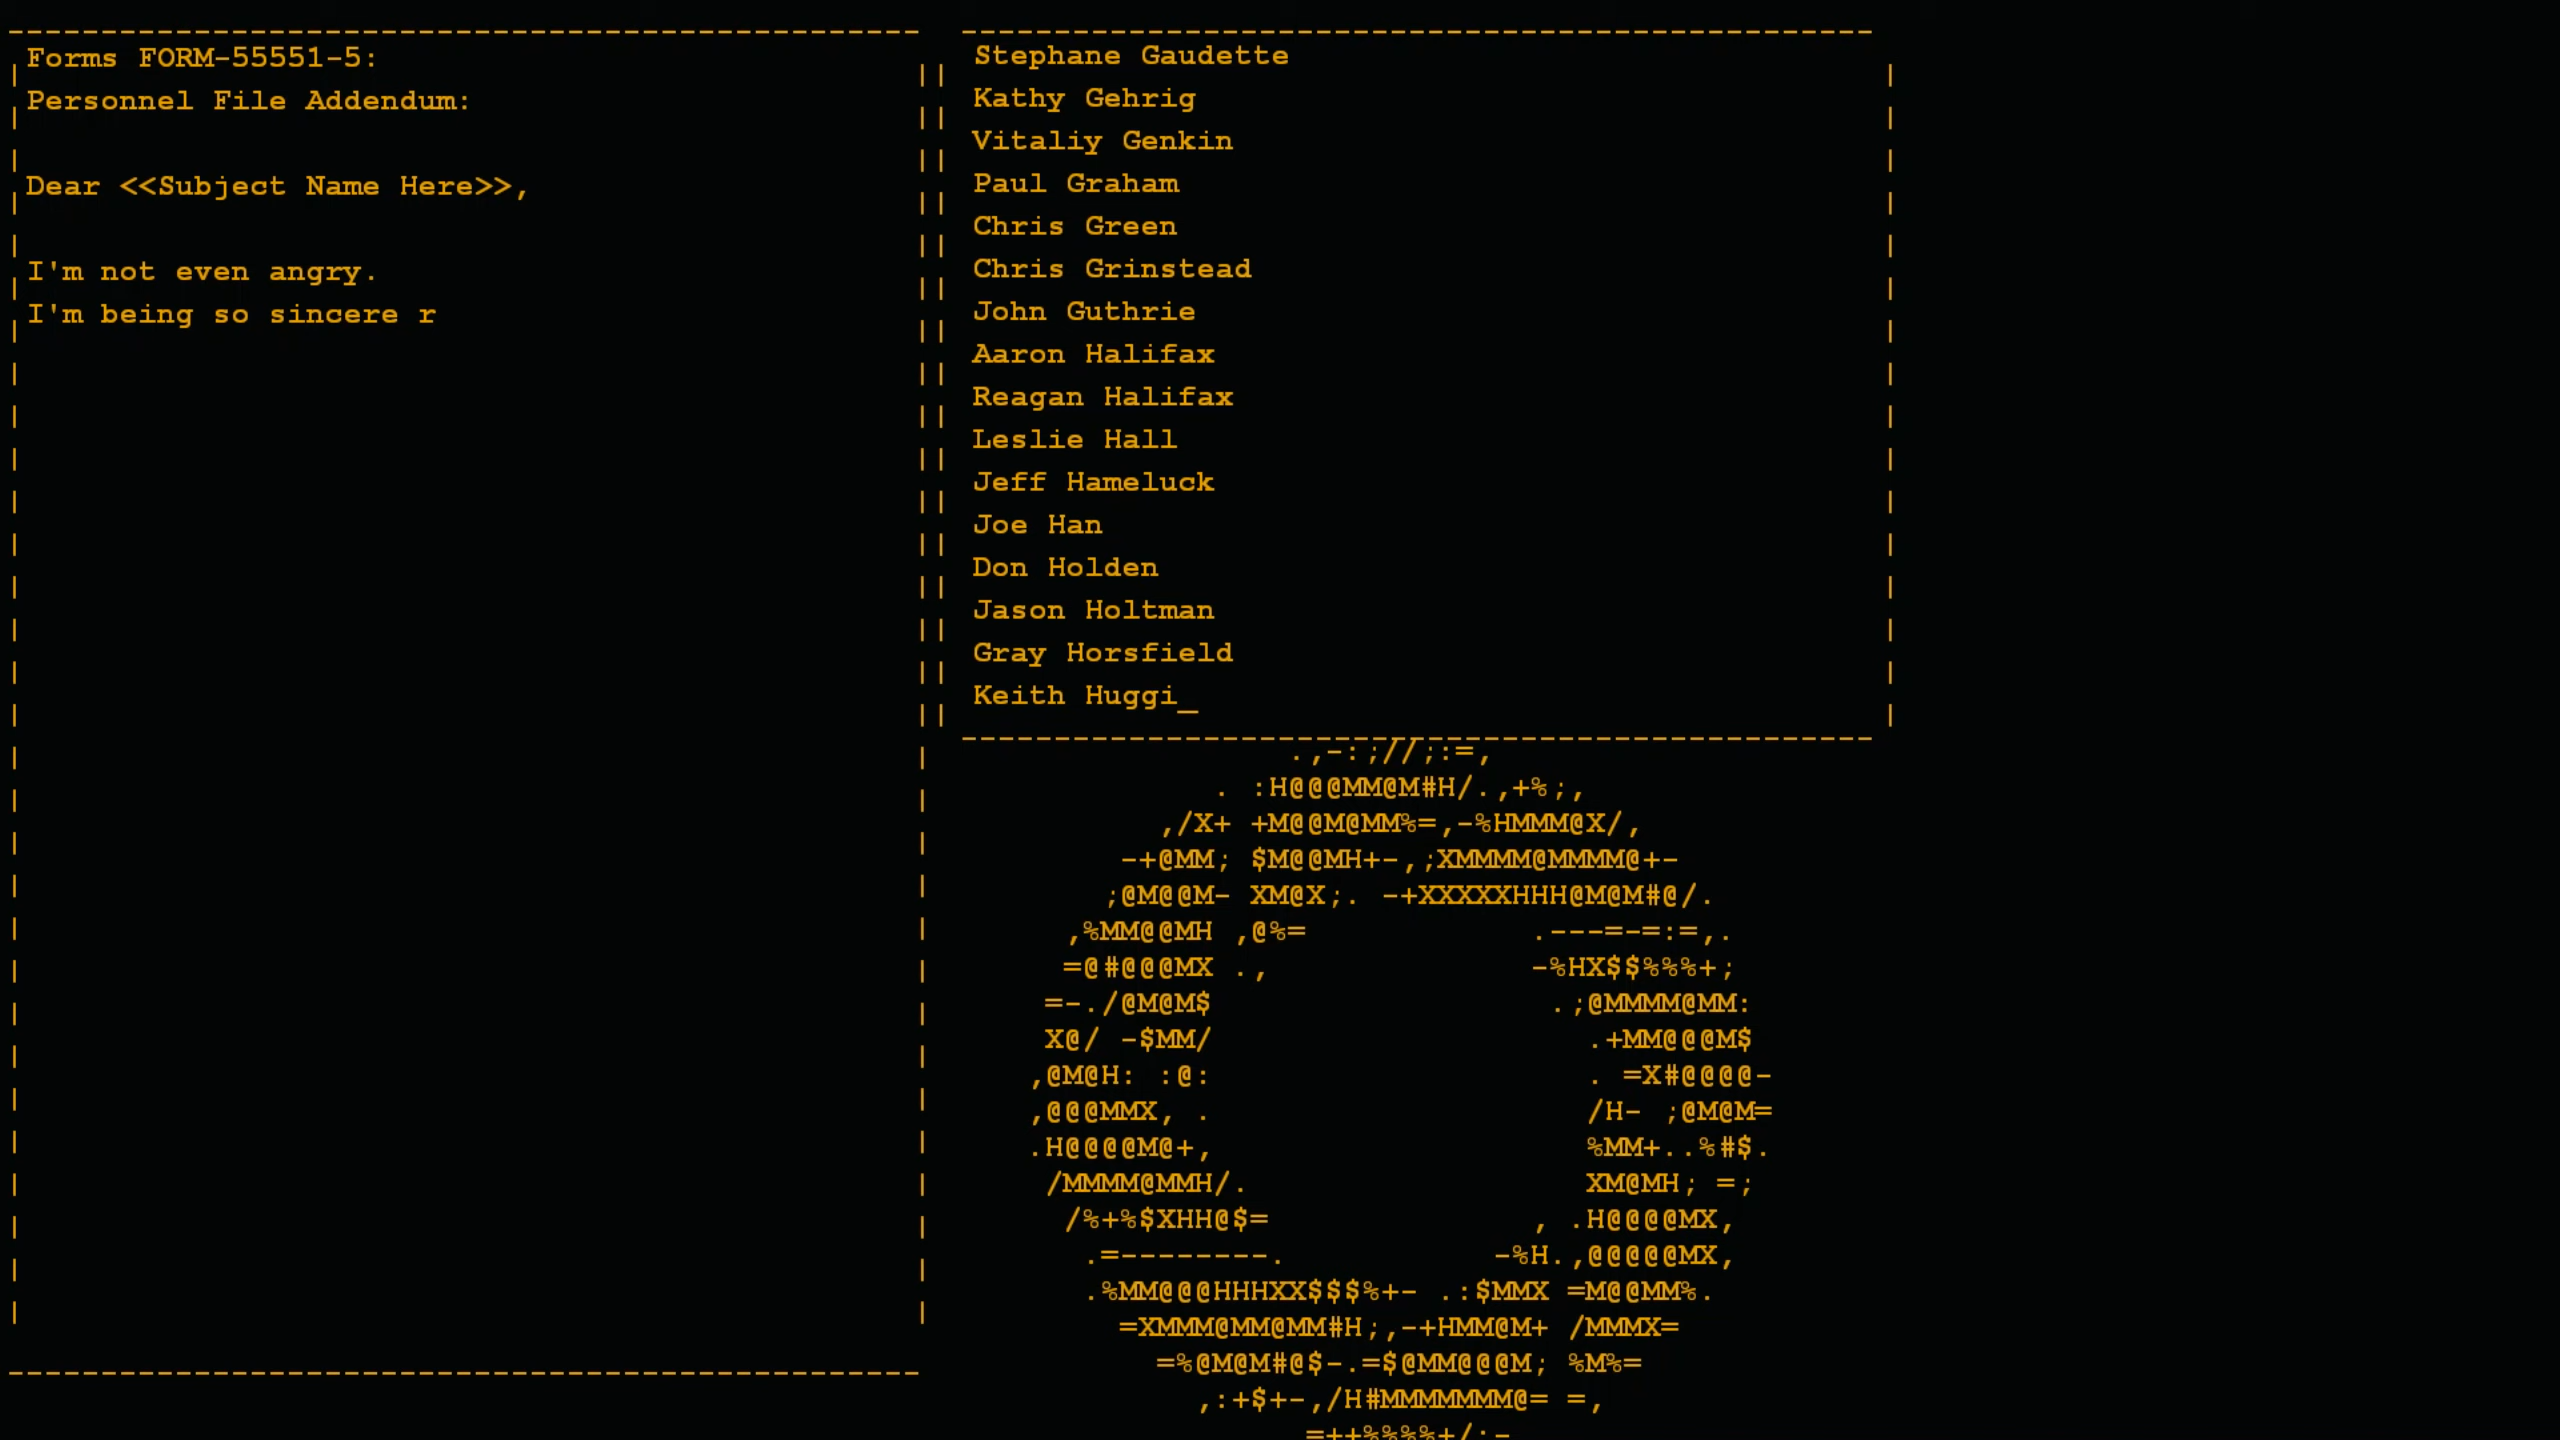 Forms FORM-55551-5:
Personnel File Addendum:
Dear <<Subject Name Here>>,
I'm not even angry.
I'm being so sincere r
Stephane Gaudette
Kathy Gehrig
Vitaliy Genkin
Paul Graham
Chris Green
Chris Grinstead
John Guthrie
Aaron Halifax
Reagan Halifax
Leslie Hall
Jeff Hameluck
Joe Han
Don Holden
Jason Holtman
Gray Horsfield
Keith Huggi_